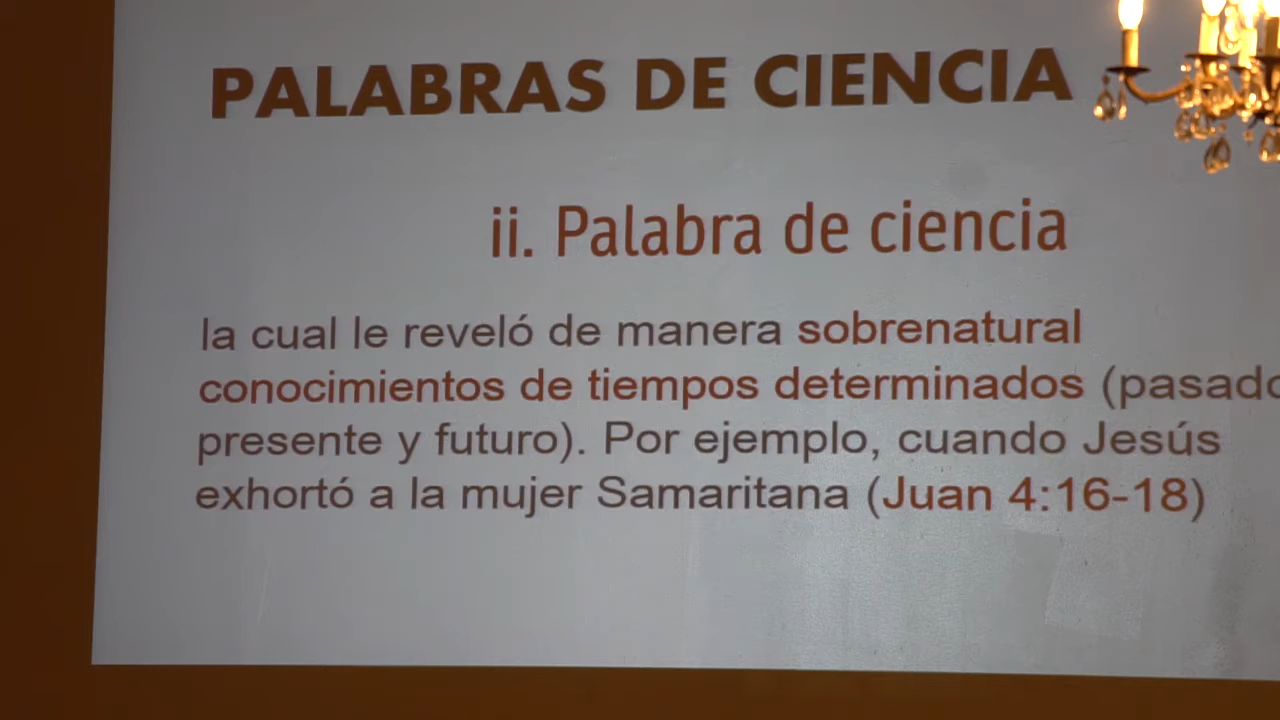 PALABRAS DE CIENCIA
ii. Palabra de ciencia
la cual le reveló de manera sobrenatural
conocimientos de tiempos determinados (pasado
presente y futuro). Por ejemplo, cuando Jesús
exhortó a la mujer Samaritana (Juan 4:16-18)